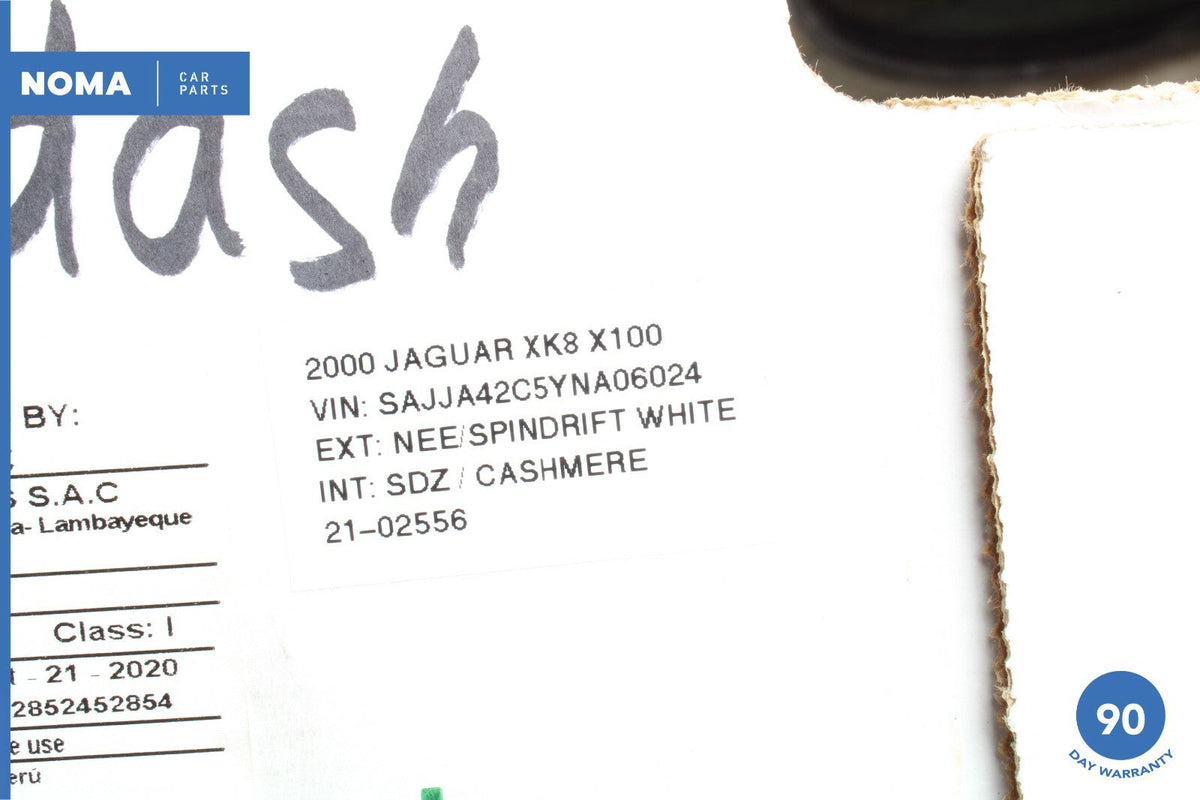 NOMA
CAR
PARTS
dash
2000 JAGUAR XK8 X100
VIN: SAJJA42C5YNA06024
EXT: NEE/SPINDRIFT WHITE
INT: SDZ / CASHMERE
21-02556
BY:
S.A.C
a- Lambayeque
Class: I
- 21 - 2020
2852452854
e use
erú
90
DAY WARRANTY